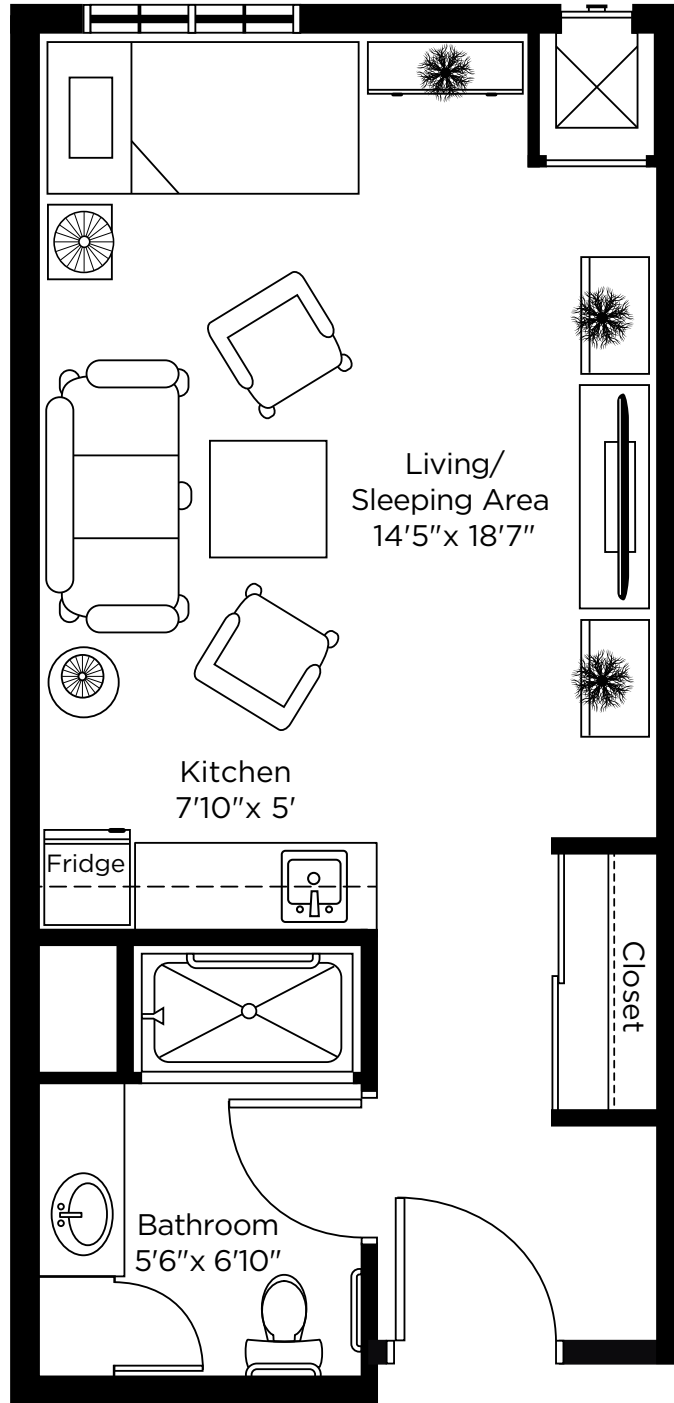 Living/
Sleeping Area
14'5"x 18'7"
Kitchen
7'10"x 5'
Fridge
Closet
Bathroom
5'6"x 6'10"